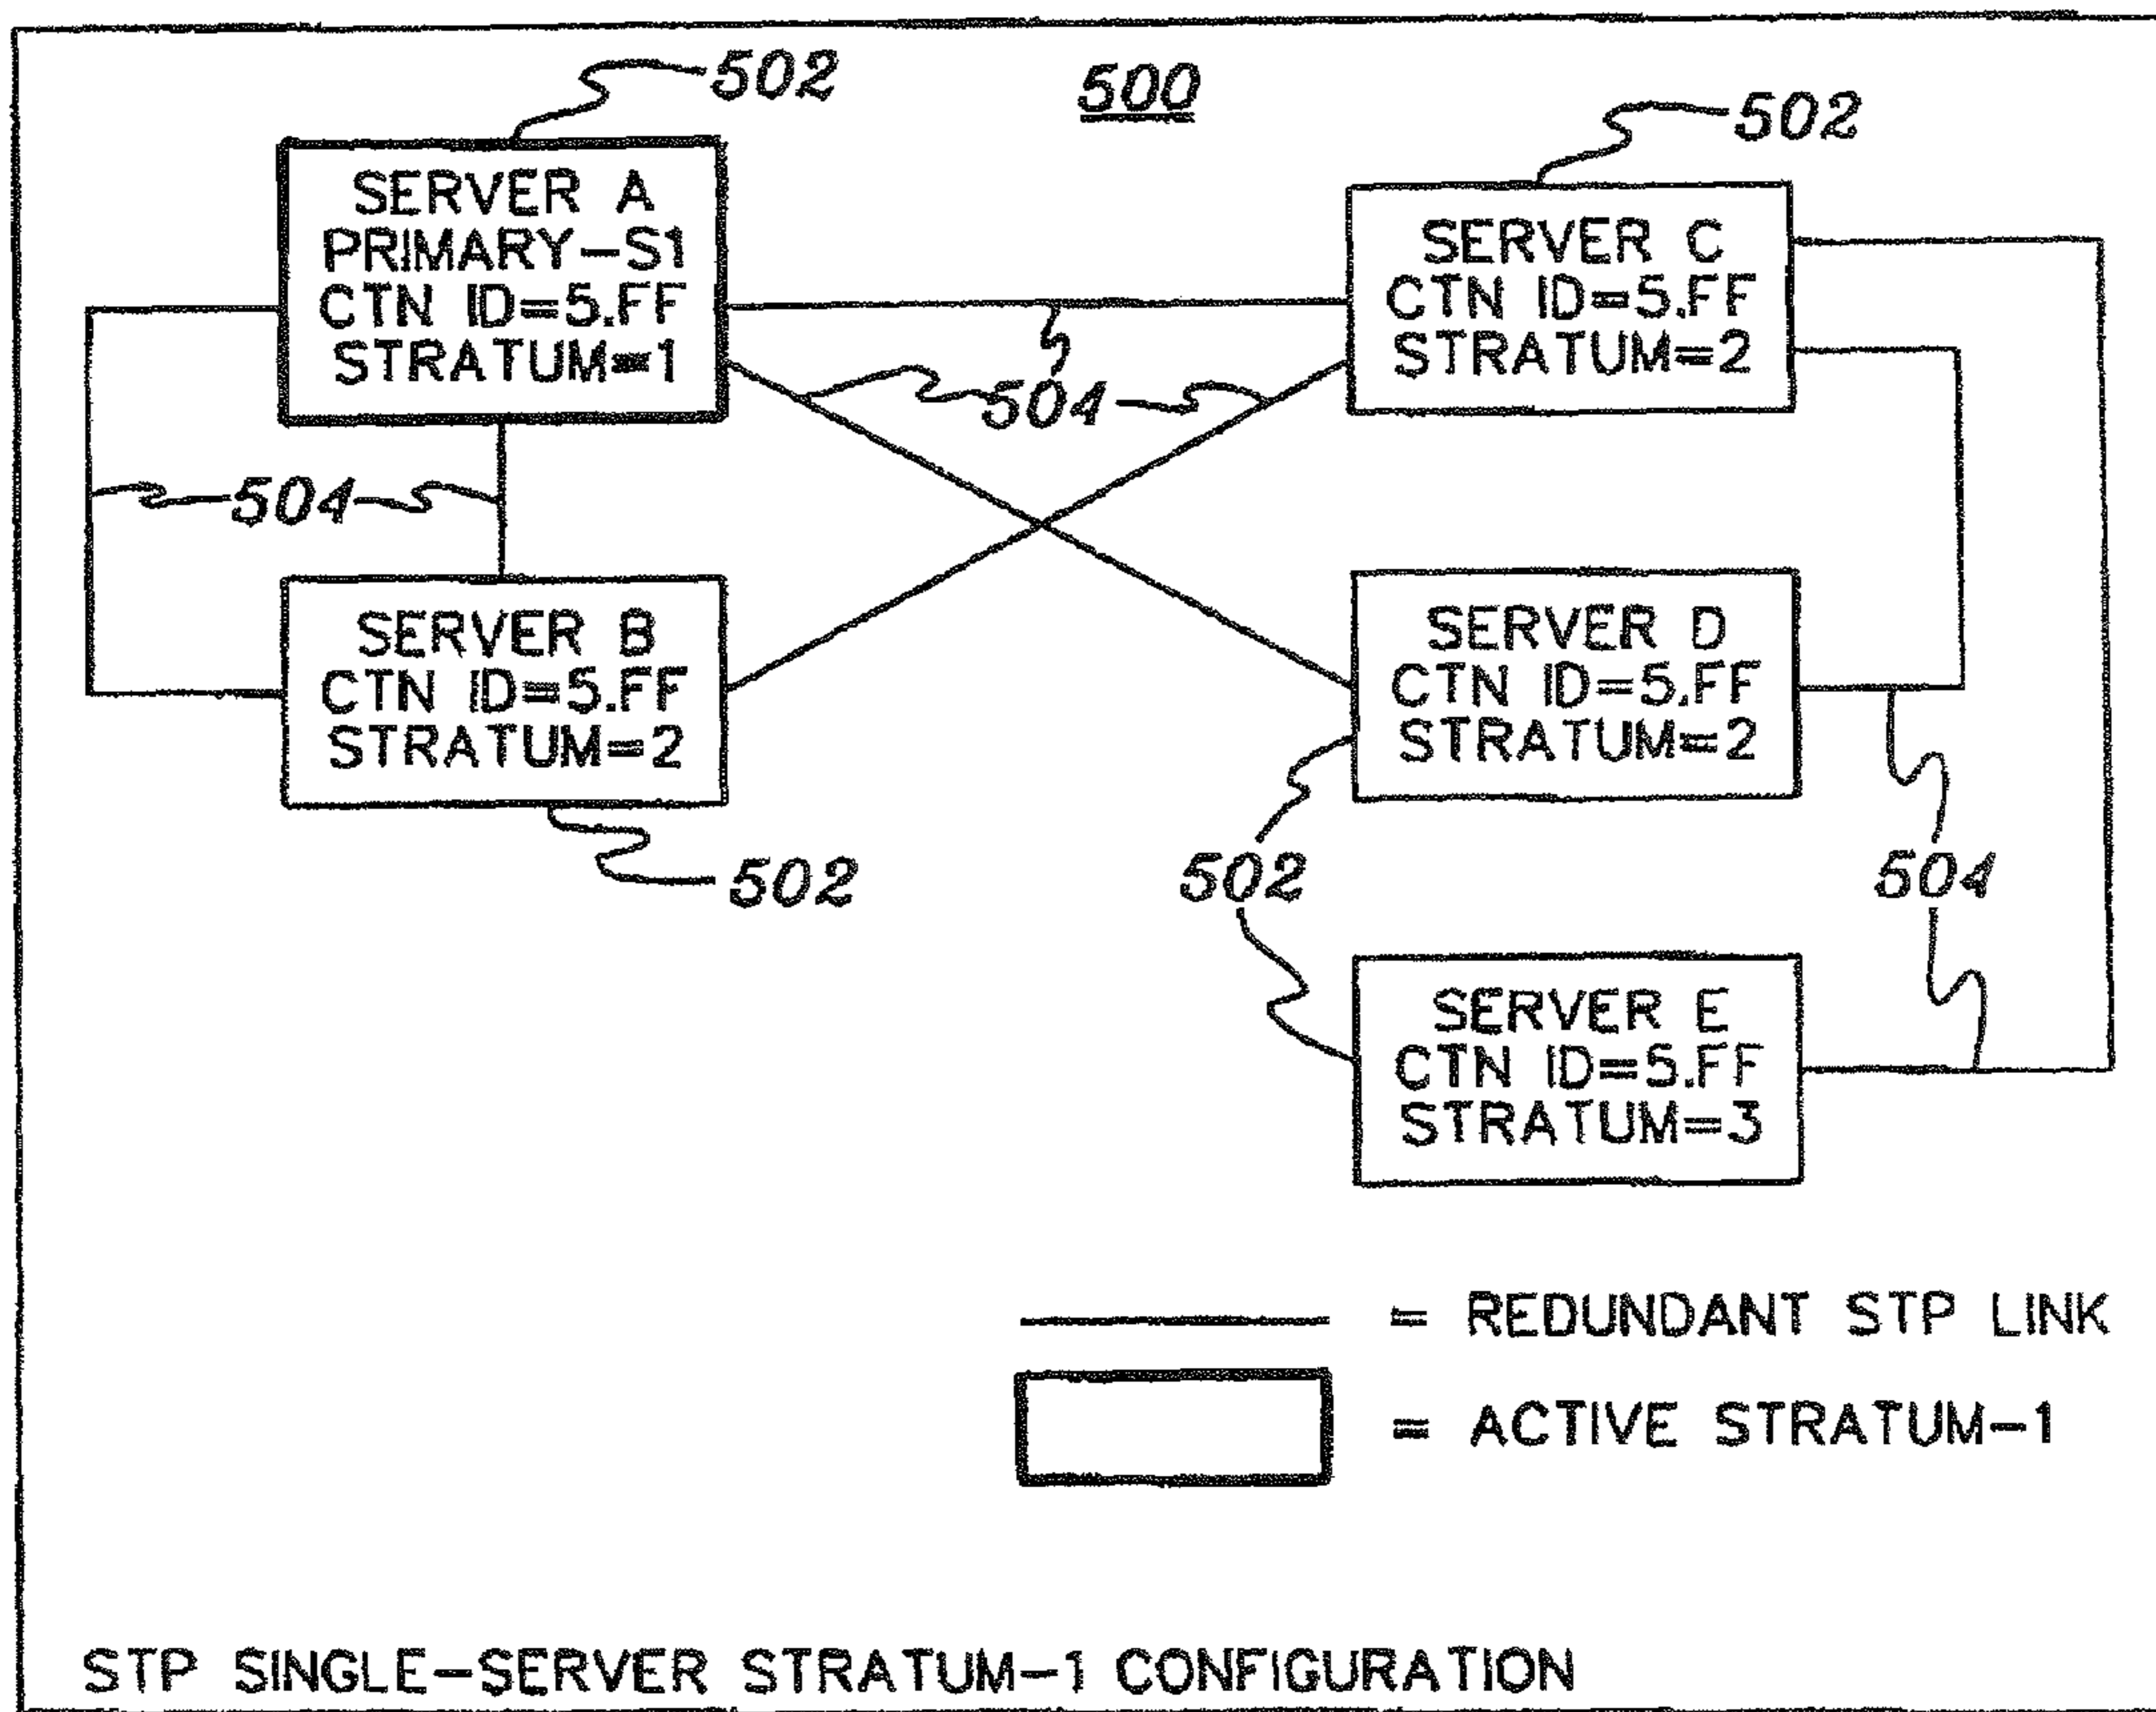 502
500
502
SERVER A
PRIMARY-S1
CTN ID=5.FF
STRATUM=1
SERVER C
CTN ID=5.FF
STRATUM=2
504
504
SERVER B
CTN ID=5.FF
STRATUM=2
SERVER D
CTN ID=5.FF
STRATUM=2
502
502
504
SERVER E
CTN ID=5.FF
STRATUM=3
= REDUNDANT STP LINK
= ACTIVE STRATUM-1
STP SINGLE-SERVER STRATUM-1 CONFIGURATION